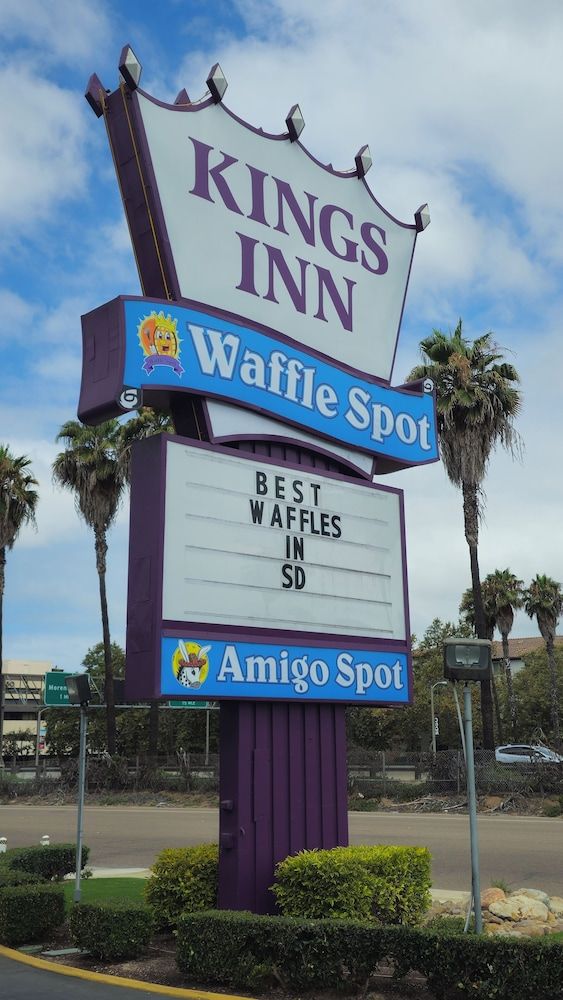 KINGS
INN
Waffle Spot
BEST
WAFFLES
IN
SD
Amigo Spot